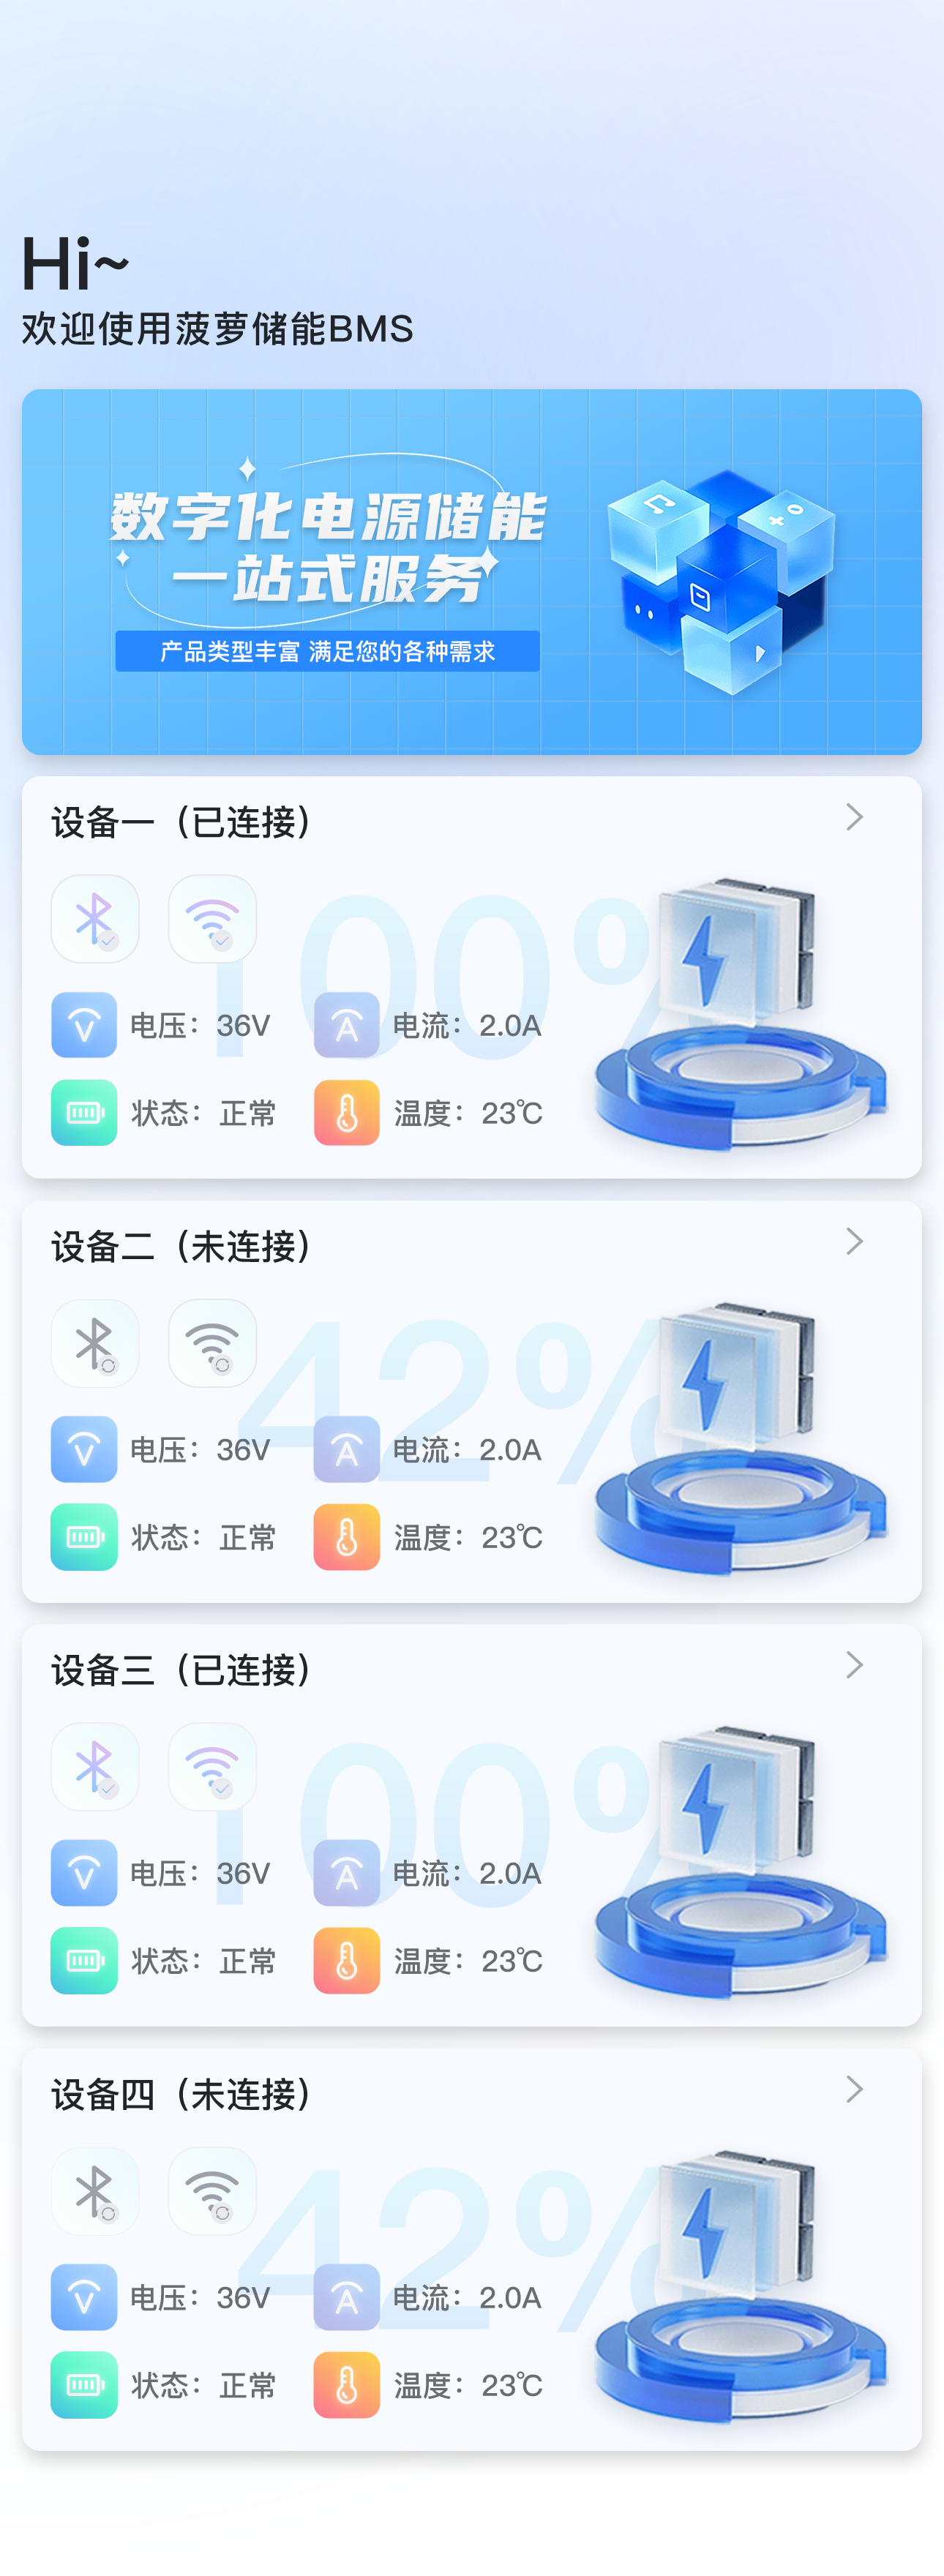 Hi~
欢迎使用菠萝储能BMS
数字化电源储能
一站式服务
产品类型丰富 满足您的各种需求
设备一（已连接）
100%
电压：36V 电流：2.0A
状态：正常 温度：23℃
设备二（未连接）
42%
电压：36V 电流：2.0A
状态：正常 温度：23℃
设备三（已连接）
100%
电压：36V 电流：2.0A
状态：正常 温度：23℃
设备四（未连接）
42%
电压：36V 电流：2.0A
状态：正常 温度：23℃